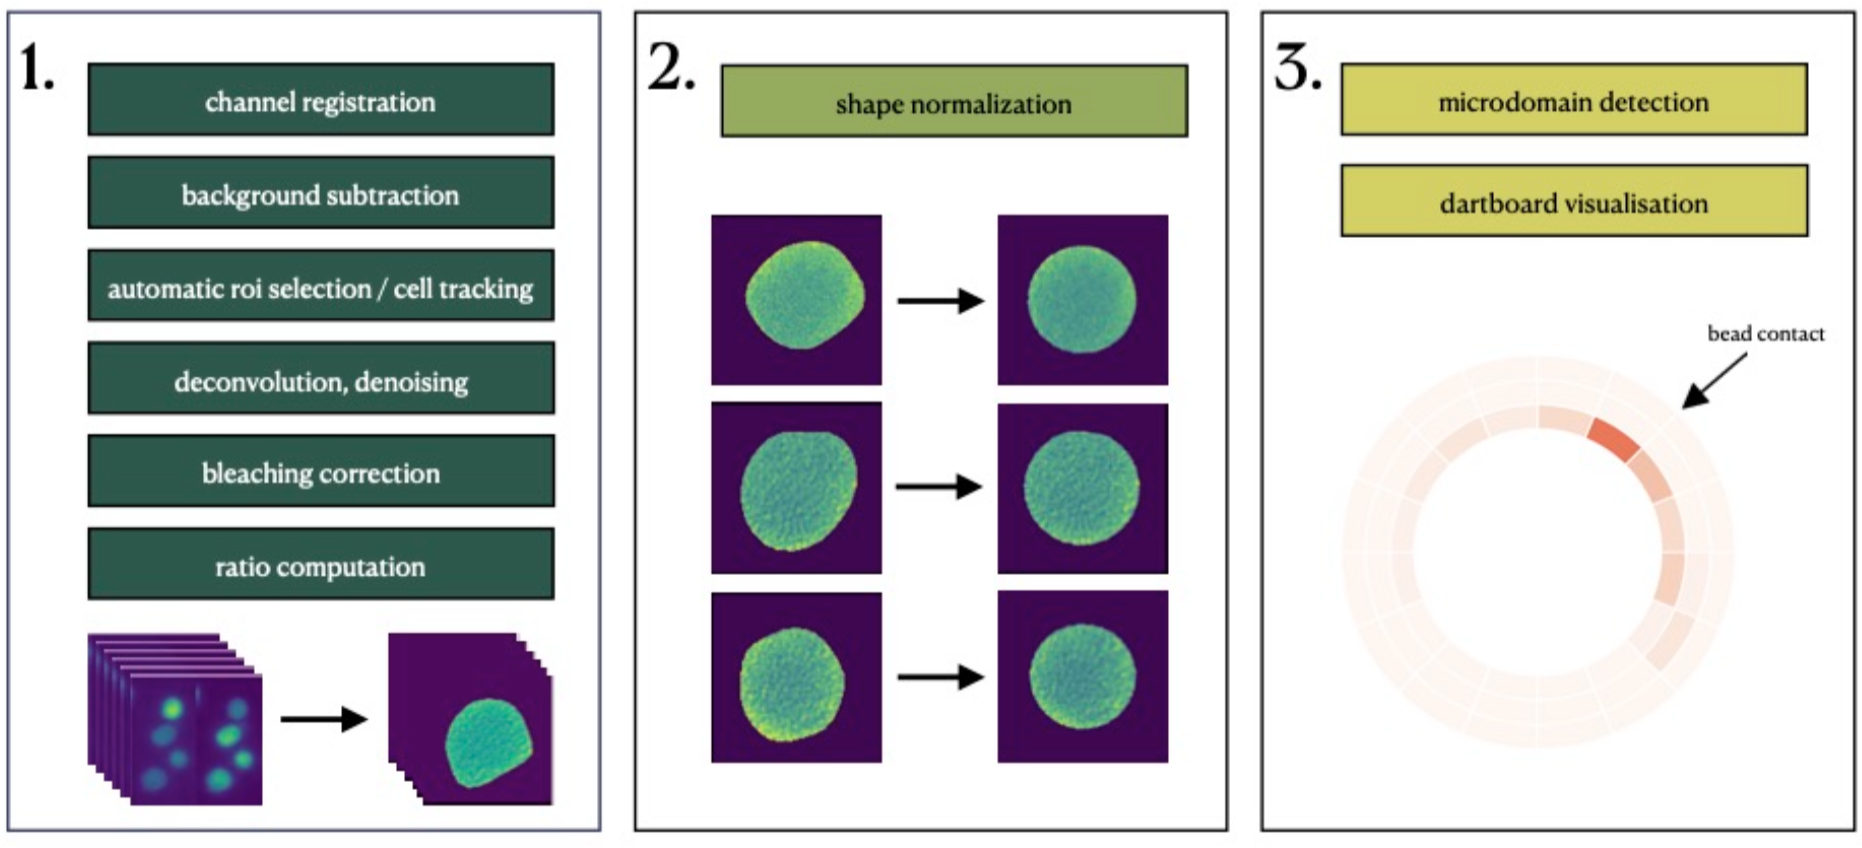 1.
channel registration
background subtraction
automatic roi selection / cell tracking
deconvolution, denoising
bleaching correction
ratio computation
2.
shape normalization
3.
microdomain detection
dartboard visualisation
bead contact